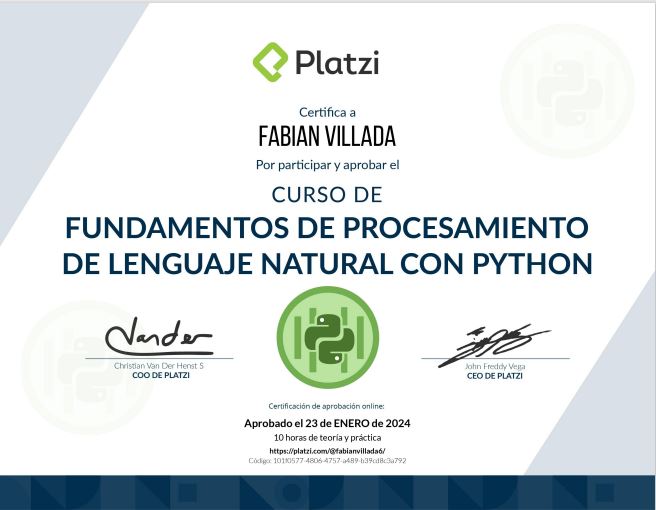 Platzi
Certifica a
FABIAN VILLADA
Por participar y aprobar el
CURSO DE
FUNDAMENTOS DE PROCESAMIENTO
DE LENGUAJE NATURAL CON PYTHON
Vander
Christian Van Der Henst S
COO DE PLATZI
John Freddy Vega
CEO DE PLATZI
Certificación de aprobación online:
Aprobado el 23 de ENERO de 2024
10 horas de teoría y práctica
https://platzi.com/@fabianvillada6/
Código: 101f0577-4806-4757-a489-b39cd8c3a792